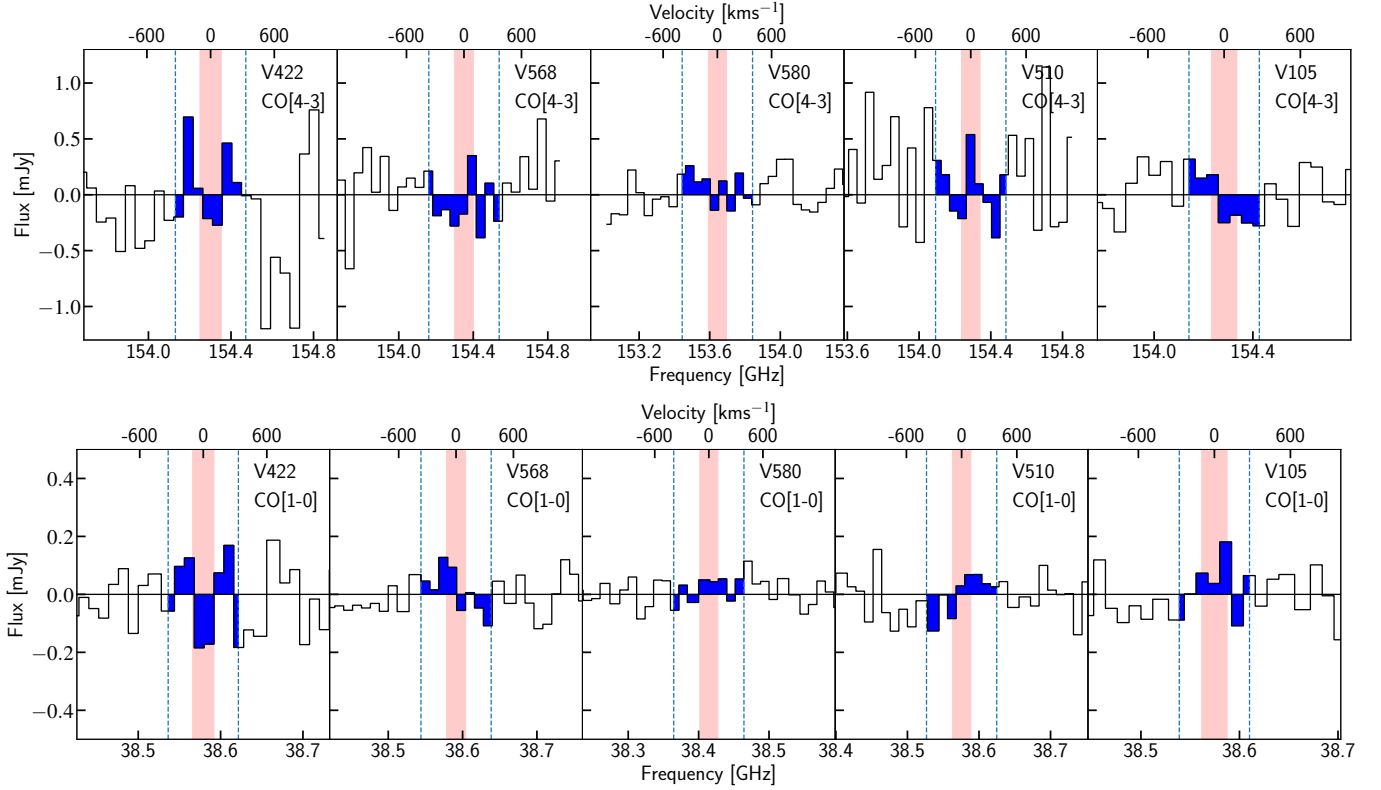 Velocity [kms−1]
-600 0 600 -600 0 600 -600 0 600 -600 0 600 -600 0 600
V422 V568 V580 V510 V105
CO[4-3] CO[4-3] CO[4-3] CO[4-3] CO[4-3]
1.0
0.5
0.0
−0.5
−1.0
Flux [mJy]
154.0 154.4 154.8 154.0 154.4 154.8 153.2 153.6 154.0 153.6 154.0 154.4 154.8 154.0 154.4
Frequency [GHz]
Velocity [kms−1]
-600 0 600 -600 0 600 -600 0 600 -600 0 600 -600 0 600
V422 V568 V580 V510 V105
CO[1-0] CO[1-0] CO[1-0] CO[1-0] CO[1-0]
0.4
0.2
0.0
−0.2
−0.4
Flux [mJy]
38.5 38.6 38.7 38.5 38.6 38.7 38.3 38.4 38.5 38.4 38.5 38.6 38.7 38.5 38.6 38.7
Frequency [GHz]